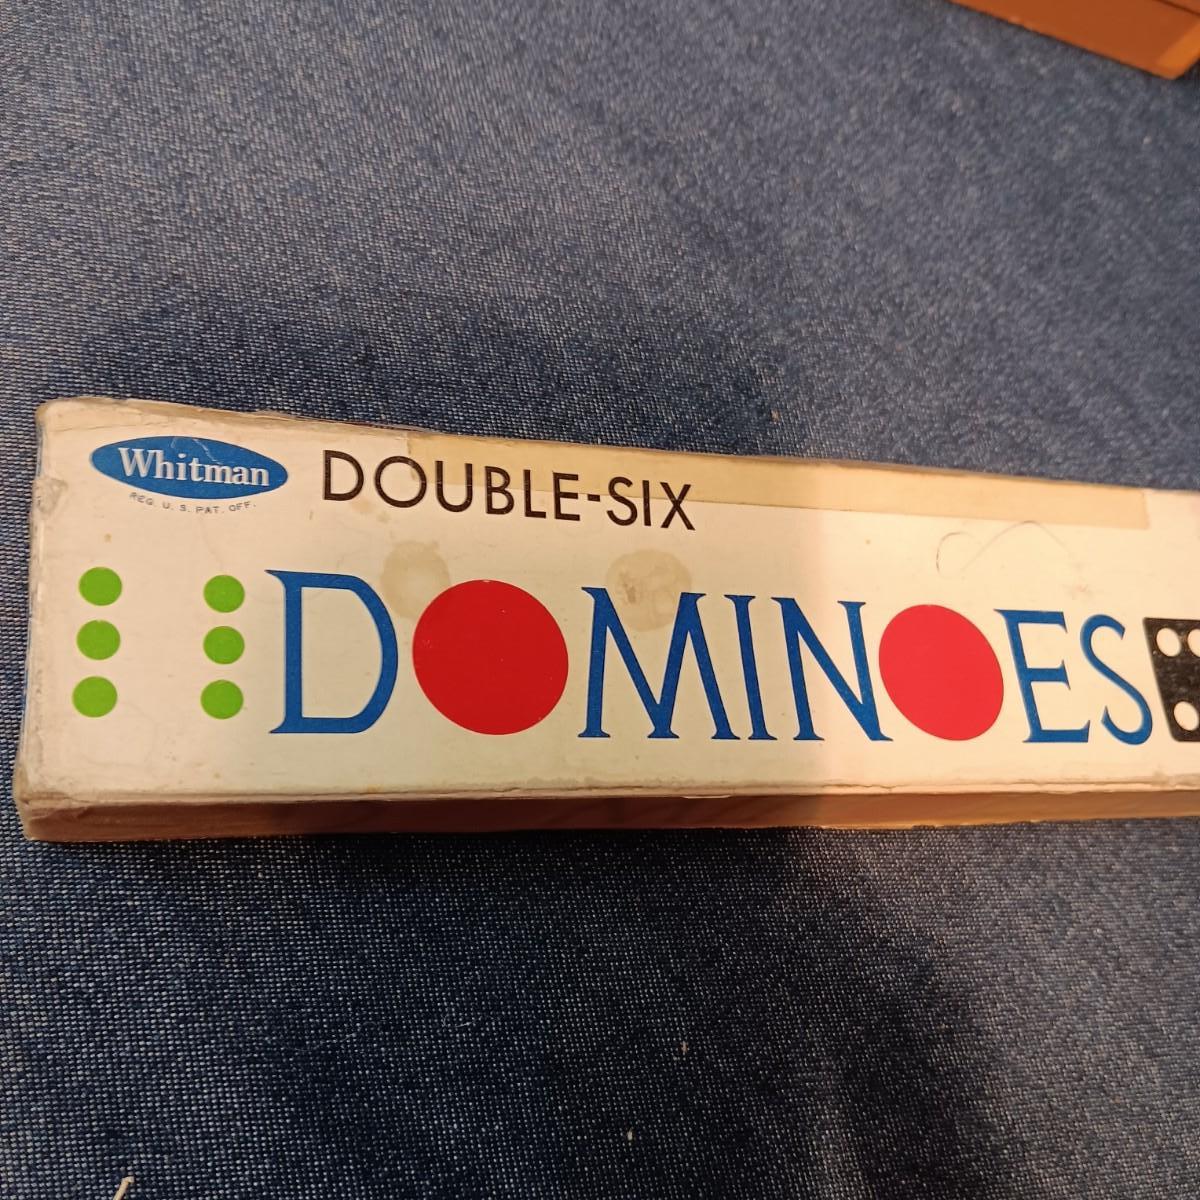 Whitman
REG. U. S. PAT. OFF.
DOUBLE-SIX
DOMINOES